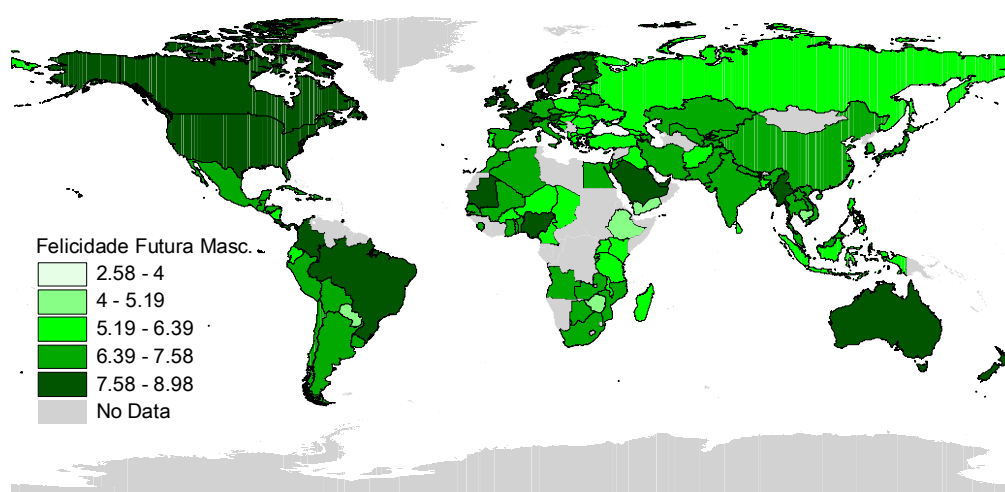 Felicidade Futura Masc.
2.58 - 4
4 - 5.19
5.19 - 6.39
6.39 - 7.58
7.58 - 8.98
No Data